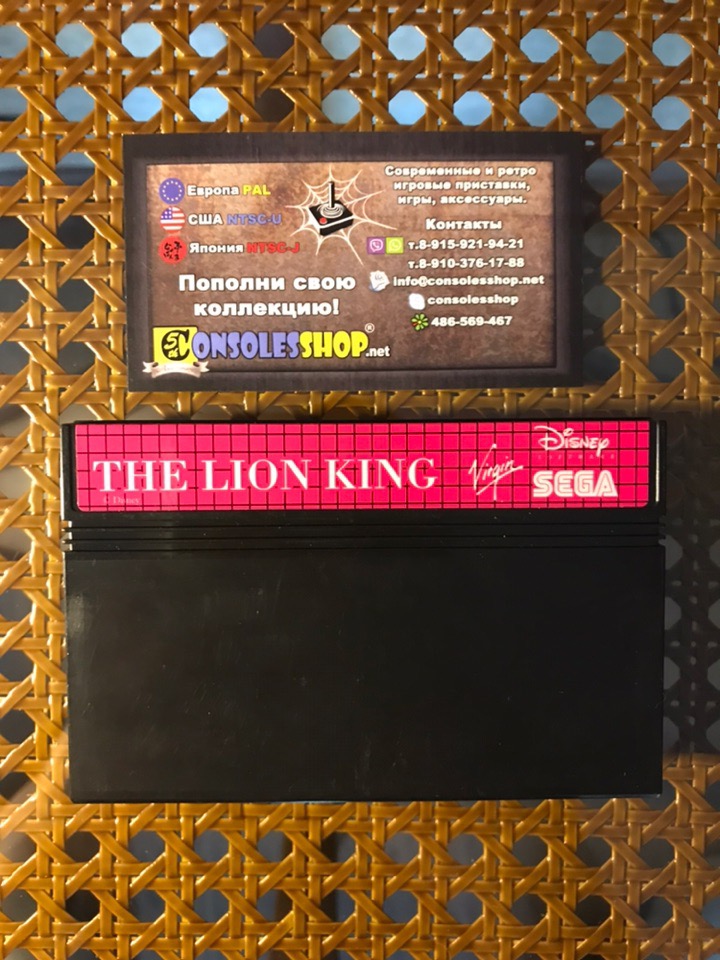 Европа PAL
США NTSC-U
Япония NTSC-J
Пополни свою
коллекцию!
CONSOLESSHOP.net
®
Современные и ретро
игровые приставки,
игры, аксессуары.
Контакты
т.8-915-921-94-21
т.8-910-376-17-88
info@consolesshop.net
consolesshop
486-569-467
THE LION KING
© Disney
Virgin
Disney
SOFTWARE
SEGA